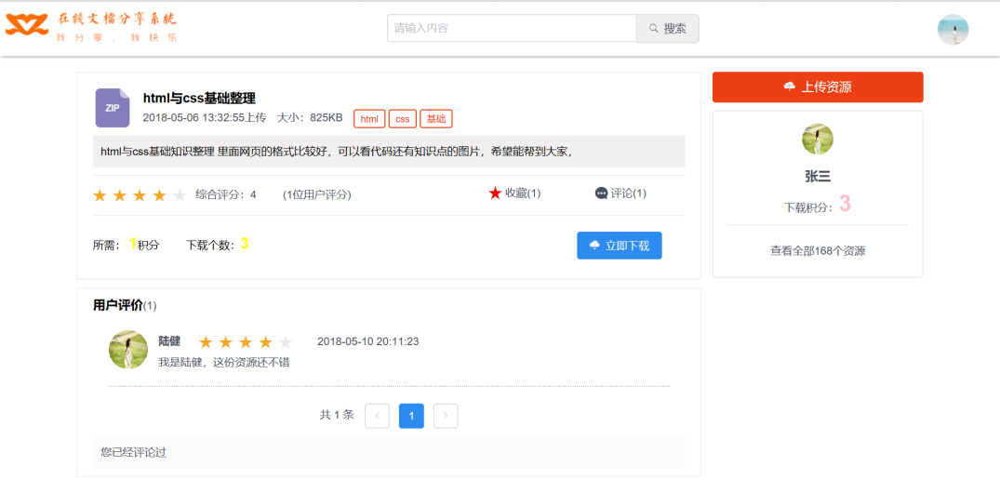 在线文档分享系统
我分享，我快乐
请输入内容
搜索
上传资源
ZIP
html与css基础整理
2018-05-06 13:32:55上传 大小：825KB html css 基础
html与css基础知识整理 里面网页的格式比较好，可以看代码还有知识点的图片，希望能帮到大家，
综合评分：4 (1位用户评分) 收藏(1) 评论(1)
所需：1积分 下载个数：3 立即下载
张三
下载积分：3
查看全部168个资源
用户评价(1)
陆健 2018-05-10 20:11:23
我是陆健，这份资源还不错
共 1 条 < 1 >
您已经评论过